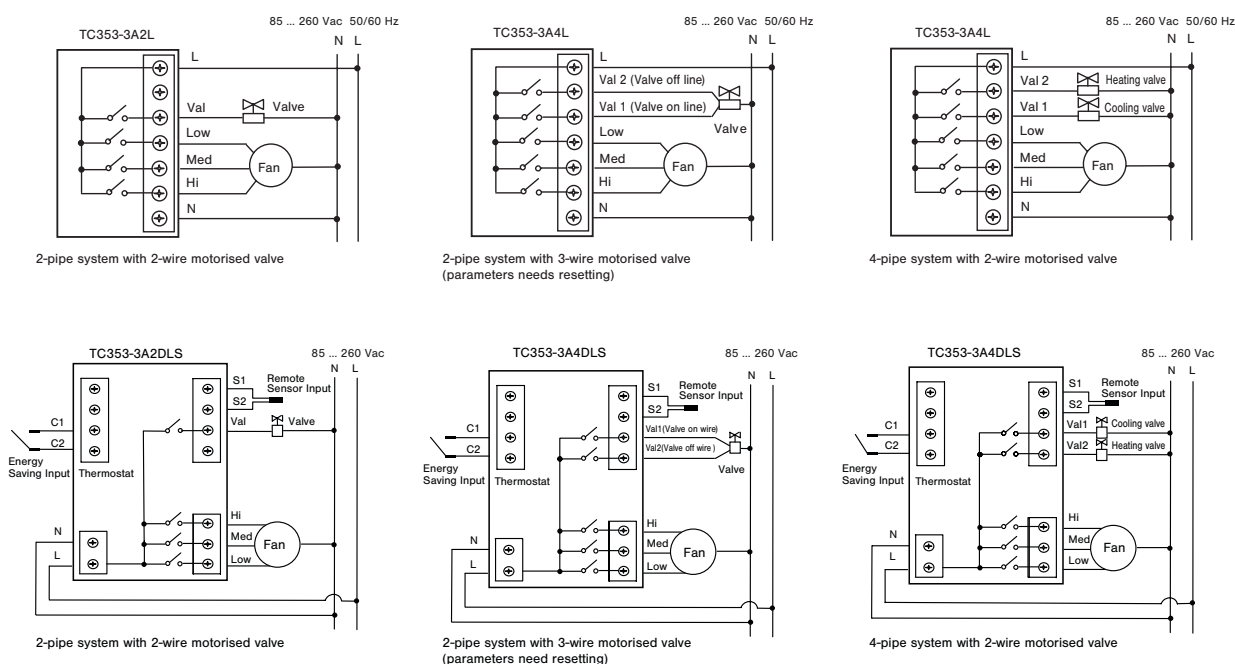 TC353-3A2L
85 ... 260 Vac 50/60 Hz
N L
L
Val
Valve
Low
Med
Fan
Hi
N
2-pipe system with 2-wire motorised valve
TC353-3A4L
85 ... 260 Vac 50/60 Hz
N L
L
Val 2 (Valve off line)
Val 1 (Valve on line)
Valve
Low
Med
Fan
Hi
N
2-pipe system with 3-wire motorised valve
(parameters needs resetting)
TC353-3A4L
85 ... 260 Vac 50/60 Hz
N L
L
Val 2
Heating valve
Val 1
Cooling valve
Low
Med
Fan
Hi
N
4-pipe system with 2-wire motorised valve
TC353-3A2DLS
85 ... 260 Vac
N L
S1
Remote
Sensor Input
S2
Val
Valve
C1
C2
Energy
Saving Input
Thermostat
Hi
N
Med
Fan
L
Low
2-pipe system with 2-wire motorised valve
TC353-3A4DLS
85 ... 260 Vac
N L
S1
Remote
Sensor Input
S2
Val1(Valve on wire)
C1
C2
Val2(Valve off wire )
Valve
Energy
Saving Input
Thermostat
Hi
N
Med
Fan
L
Low
2-pipe system with 3-wire motorised valve
(parameters need resetting)
TC353-3A4DLS
85 ... 260 Vac
N L
S1
Remote
Sensor Input
S2
Val1
Cooling valve
C1
C2
Val2
Heating valve
Energy
Saving Input
Thermostat
Hi
N
Med
Fan
L
Low
4-pipe system with 2-wire motorised valve